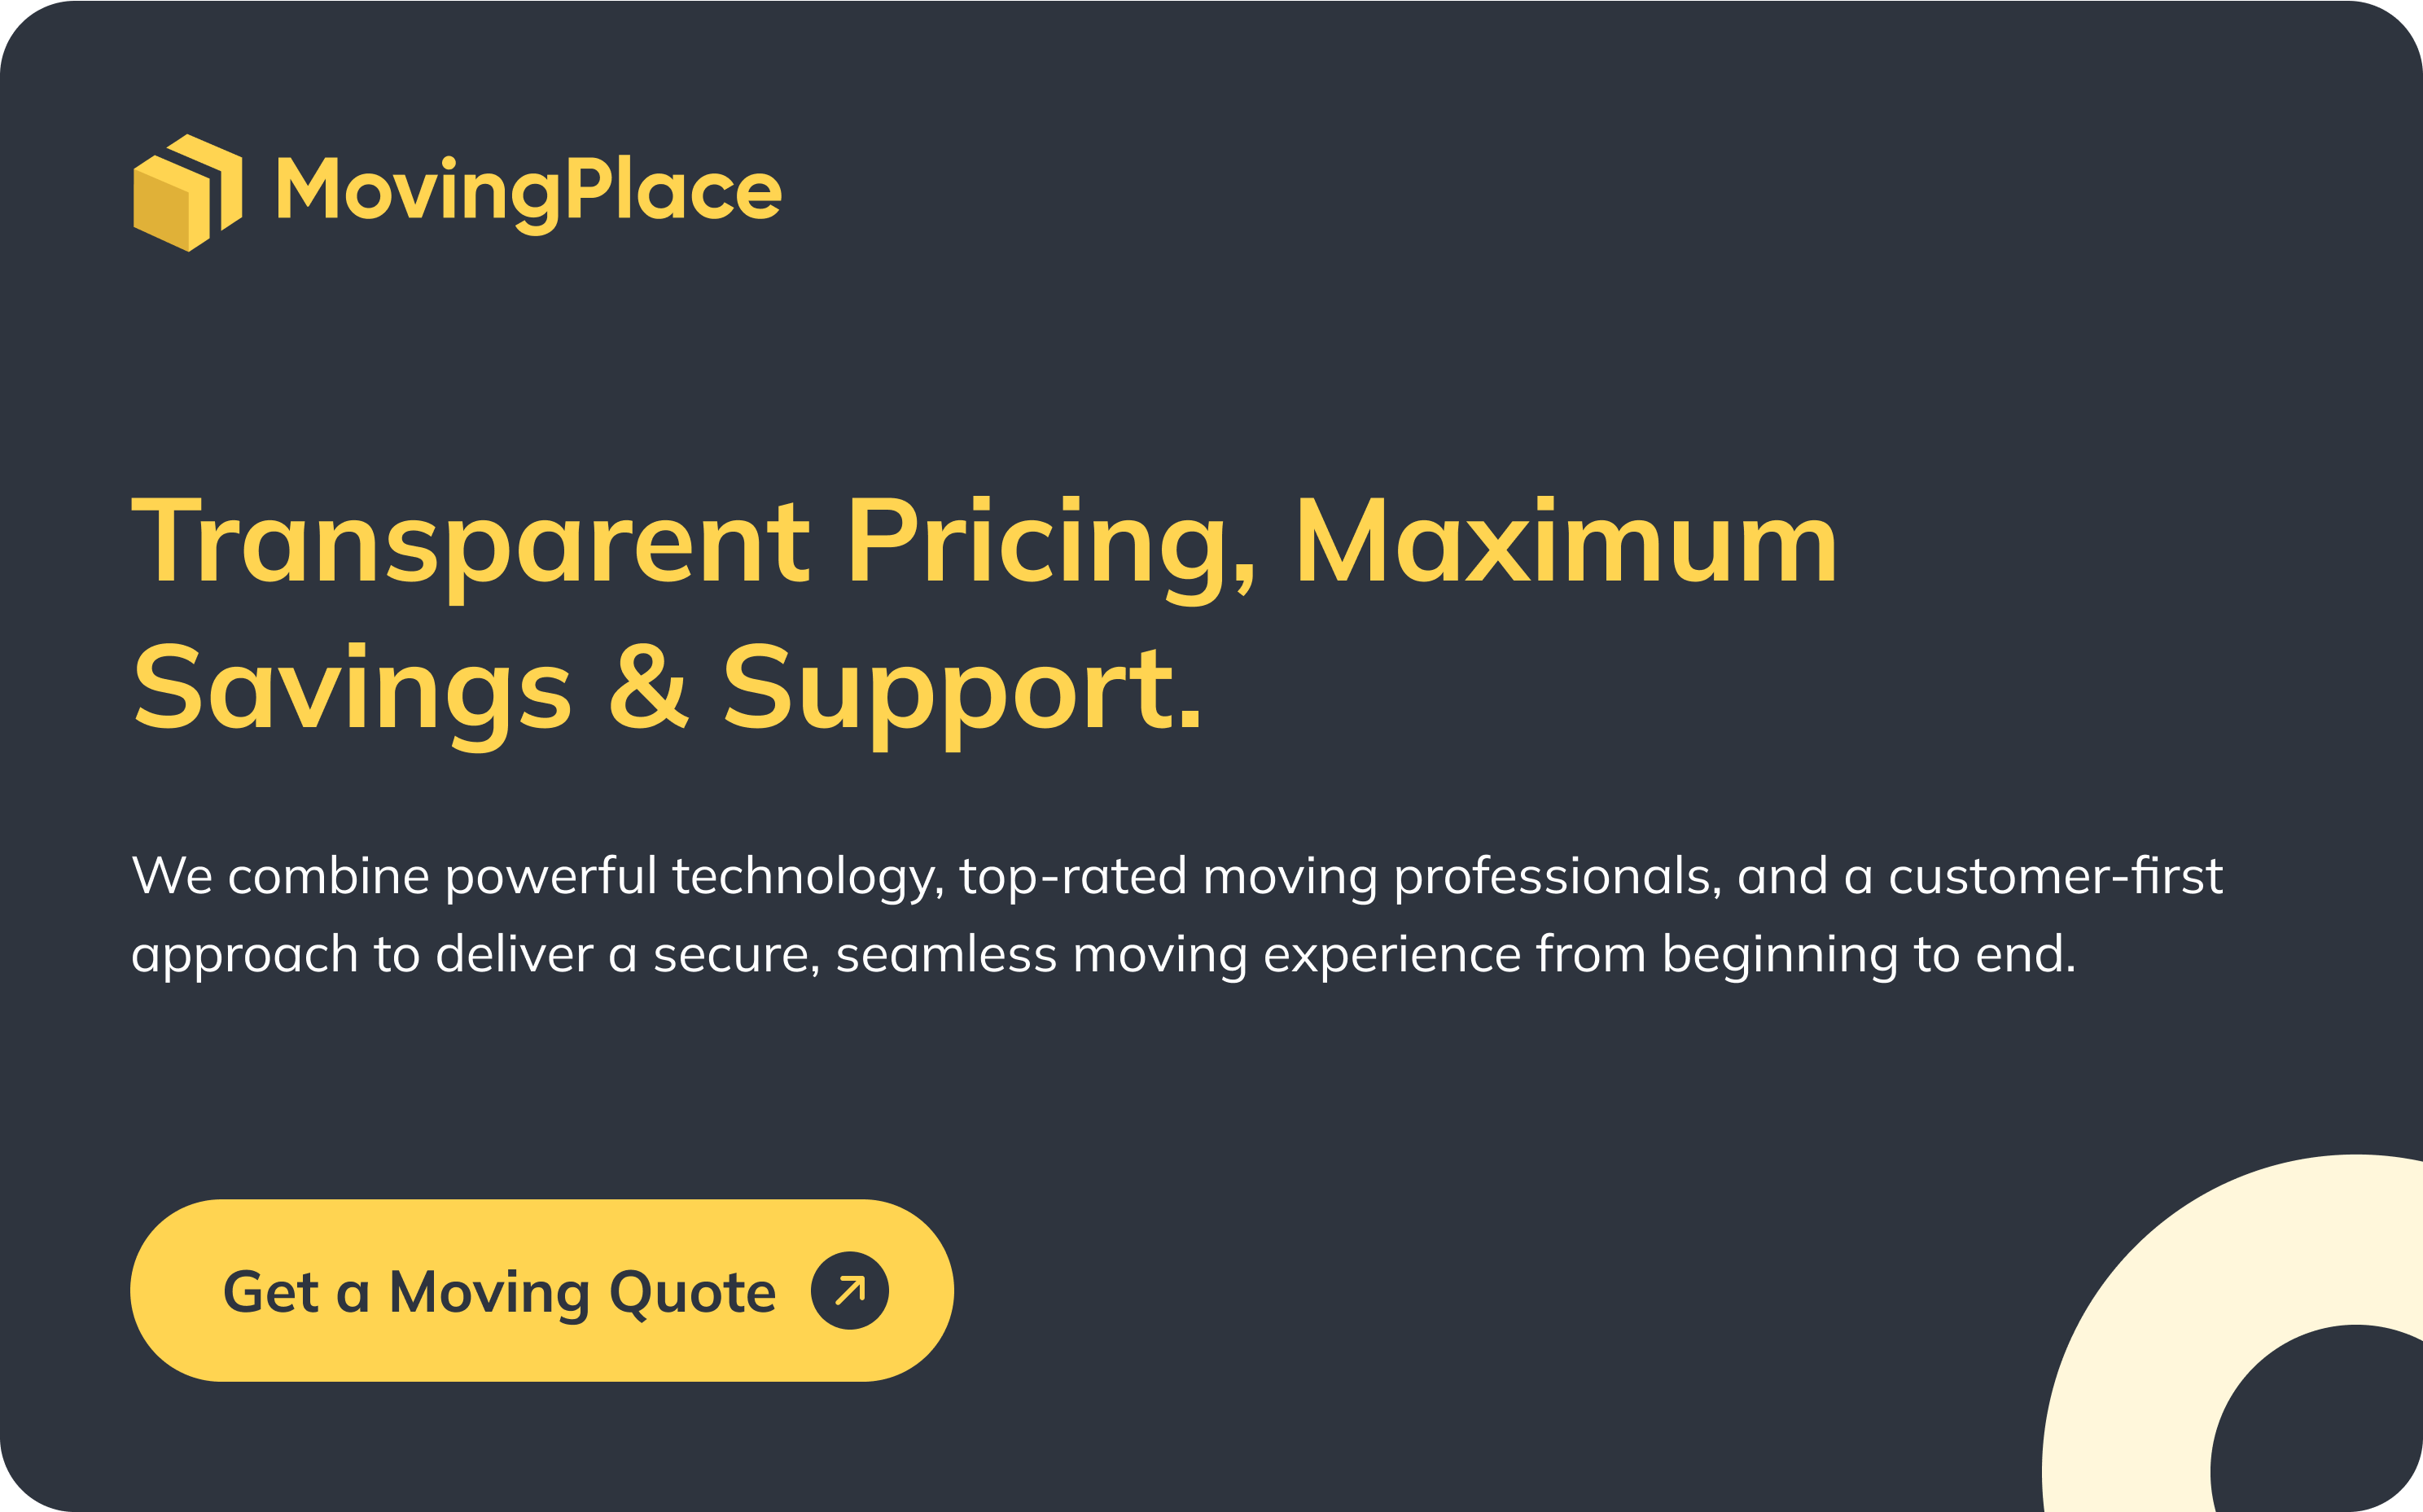 MovingPlace
Transparent Pricing, Maximum
Savings & Support.
We combine powerful technology, top-rated moving professionals, and a customer-first
approach to deliver a secure, seamless moving experience from beginning to end.
Get a Moving Quote